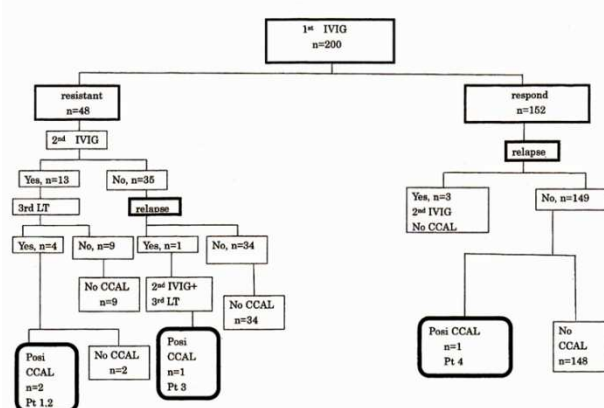 1st IVIG
n=200
resistant
n=48
respond
n=152
2nd IVIG
relapse
Yes, n=13
No, n=35
Yes, n=3
2nd IVIG
No CCAL
No, n=149
3rd LT
relapse
Yes, n=4
No, n=9
Yes, n=1
No, n=34
No CCAL
n=9
2nd IVIG+
3rd LT
No CCAL
n=34
Posi
CCAL
n=2
Pt 1.2
No CCAL
n=2
Posi
CCAL
n=1
Pt 3
Posi CCAL
n=1
Pt 4
No
CCAL
n=148